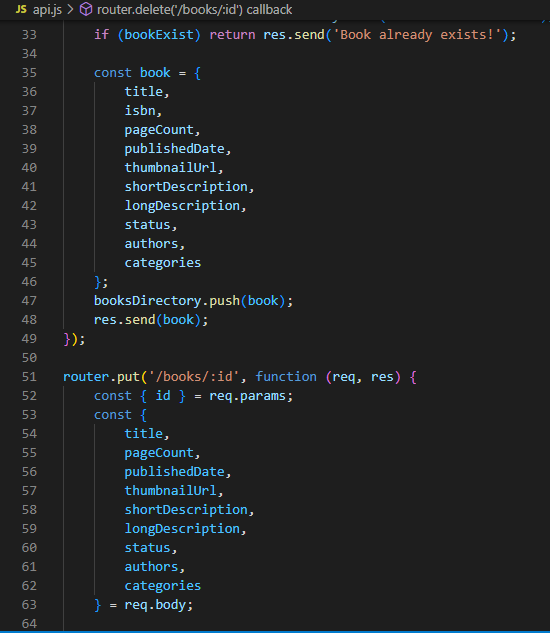 JS api.js > router.delete('/books/:id') callback
33 if (bookExist) return res.send('Book already exists!');
34
35 const book = {
36 title,
37 isbn,
38 pageCount,
39 publishedDate,
40 thumbnailUrl,
41 shortDescription,
42 longDescription,
43 status,
44 authors,
45 categories
46 };
47 booksDirectory.push(book);
48 res.send(book);
49 });
50
51 router.put('/books/:id', function (req, res) {
52 const { id } = req.params;
53 const {
54 title,
55 pageCount,
56 publishedDate,
57 thumbnailUrl,
58 shortDescription,
59 longDescription,
60 status,
61 authors,
62 categories
63 } = req.body;
64